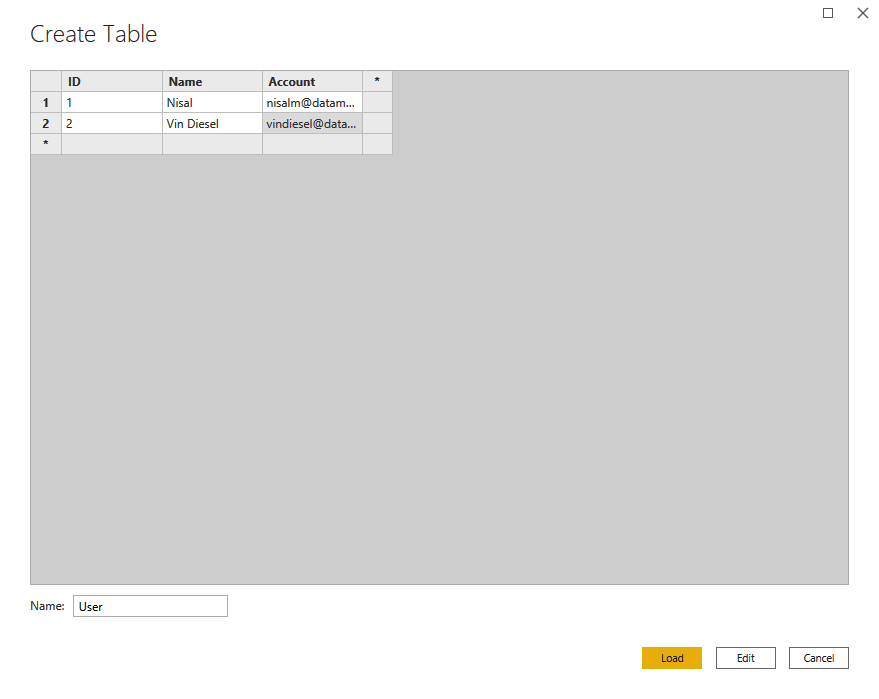 Create Table
ID Name Account *
1 1 Nisal nisalm@datam...
2 2 Vin Diesel vindiesel@data...
*
Name: User
Load Edit Cancel